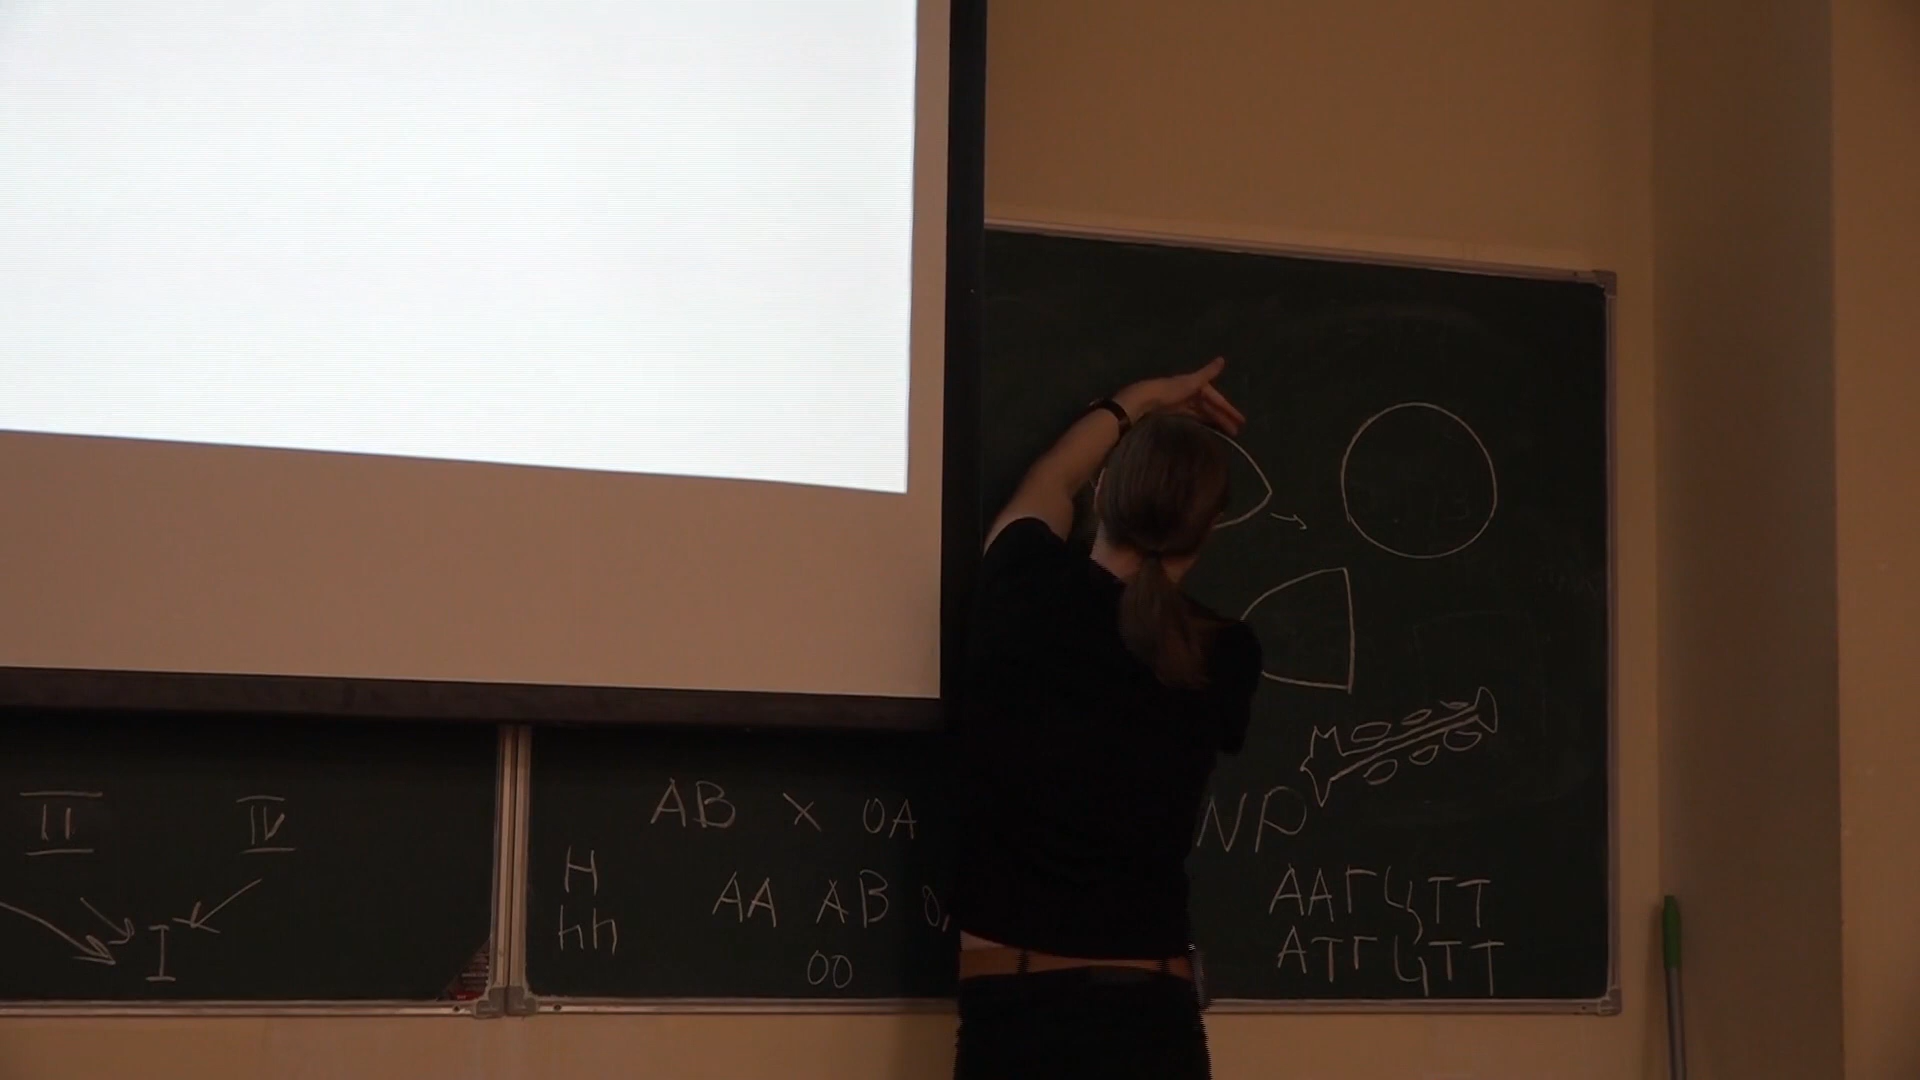 II IV
I
AB X OA
H
AA AB
hh
OO
NP
ААГЦТТ
АТГЦТТ